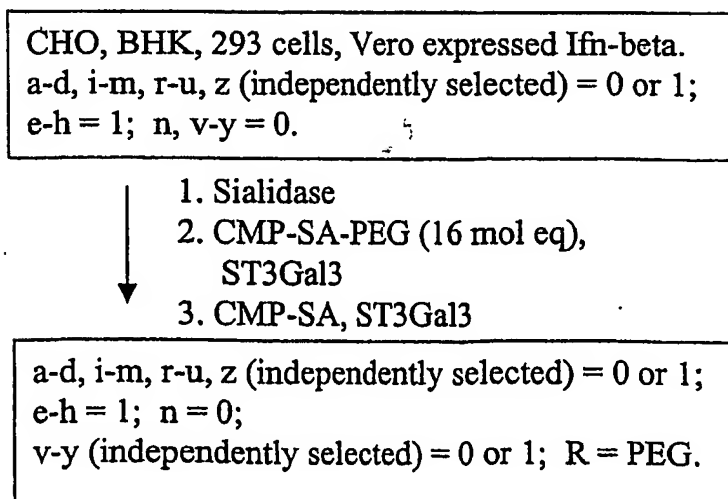 CHO, BHK, 293 cells, Vero expressed Ifn-beta.
a-d, i-m, r-u, z (independently selected) = 0 or 1;
e-h = 1; n, v-y = 0.
1. Sialidase
2. CMP-SA-PEG (16 mol eq),
ST3Gal3
3. CMP-SA, ST3Gal3
a-d, i-m, r-u, z (independently selected) = 0 or 1;
e-h = 1; n = 0;
v-y (independently selected) = 0 or 1; R = PEG.